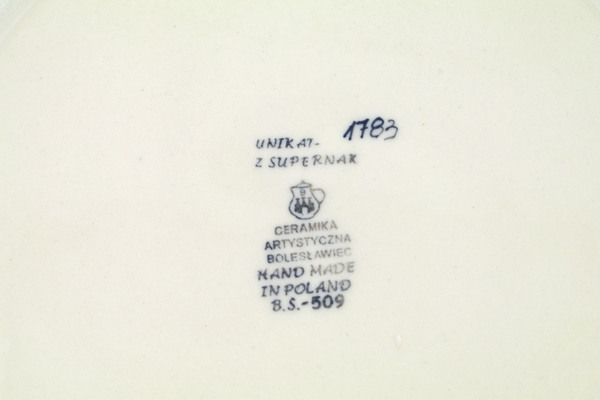 UNIKAT- 1783
Z SUPERNAK
CERAMIKA
ARTYSTYCZNA
BOLESŁAWIEC
HAND MADE
IN POLAND
B.S.-509